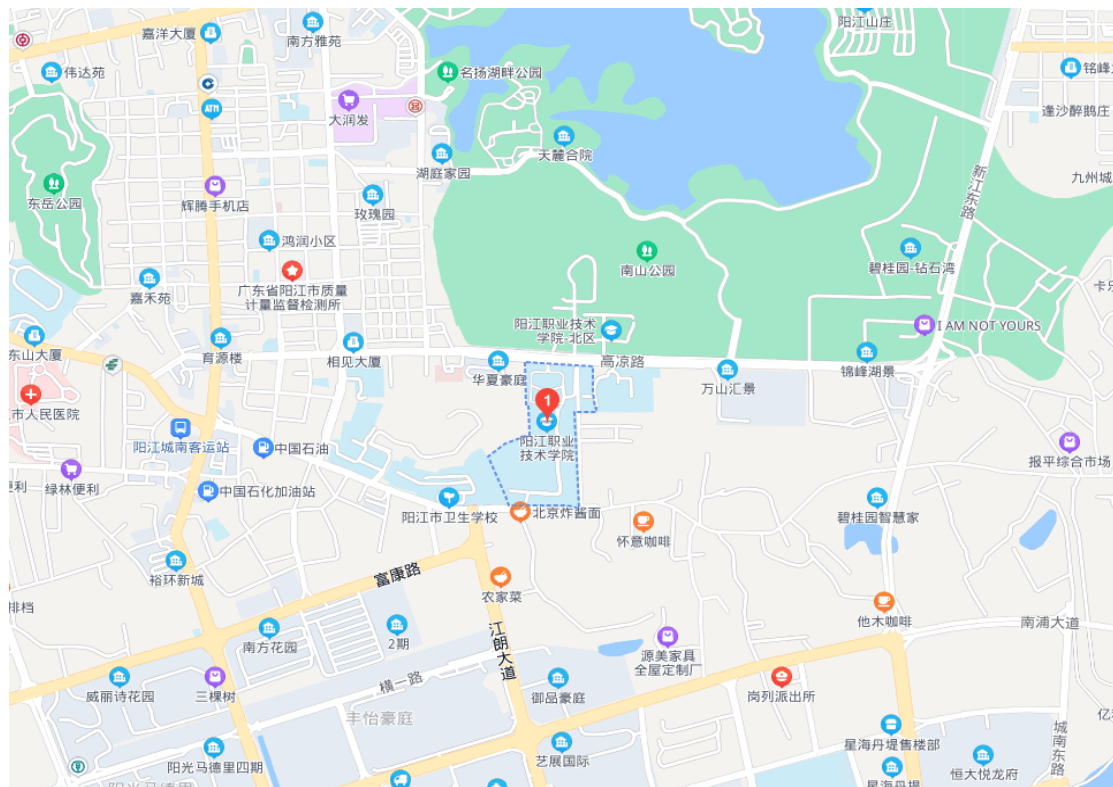 嘉洋大厦
南方雅苑
阳江山庄
伟达苑
名扬湖畔公园
ATM
大润发
逢沙醉鹅庄
天麓合院
湖庭家园
东岳公园
辉腾手机店
玫瑰园
新江东路
九州城
鸿润小区
南山公园
碧桂园-钻石湾
广东省阳江市质量
计量监督检测所
嘉禾苑
阳江职业技术
学院-北区
I AM NOT YOURS
东山大厦
育源楼
相见大厦
华夏豪庭
高凉路
万山汇景
锦峰湖景
市人民医院
1
阳江职业
技术学院
阳江城南客运站
中国石油
报平综合市场
绿林便利
中国石化加油站
阳江市卫生学校
北京炸酱面
怀意咖啡
碧桂园智慧家
裕环新城
富康路
农家菜
排档
他木咖啡
南浦大道
南方花园
2期
江朗大道
源美家具
全屋定制厂
横一路
威丽诗花园
三棵树
御品豪庭
岗列派出所
丰怡豪庭
城南东路
星海丹堤售楼部
阳光马德里四期
艺展国际
恒大悦龙府
星海丹堤